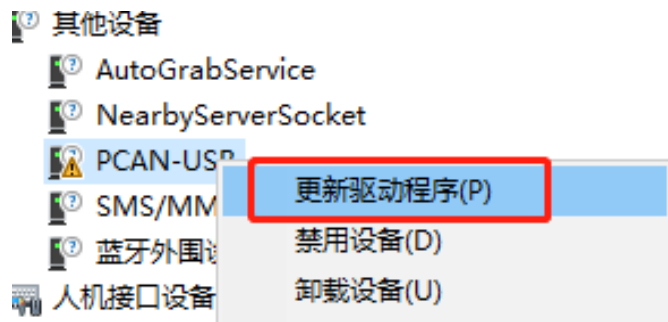 其他设备
AutoGrabService
NearbyServerSocket
PCAN-USB
更新驱动程序(P)
SMS/MM
禁用设备(D)
蓝牙外围
卸载设备(U)
人机接口设备